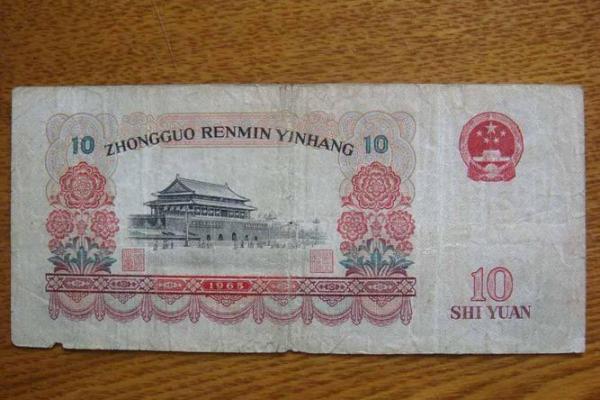 10 ZHONGGUO RENMIN YINHANG 10
1965
10
SHI YUAN